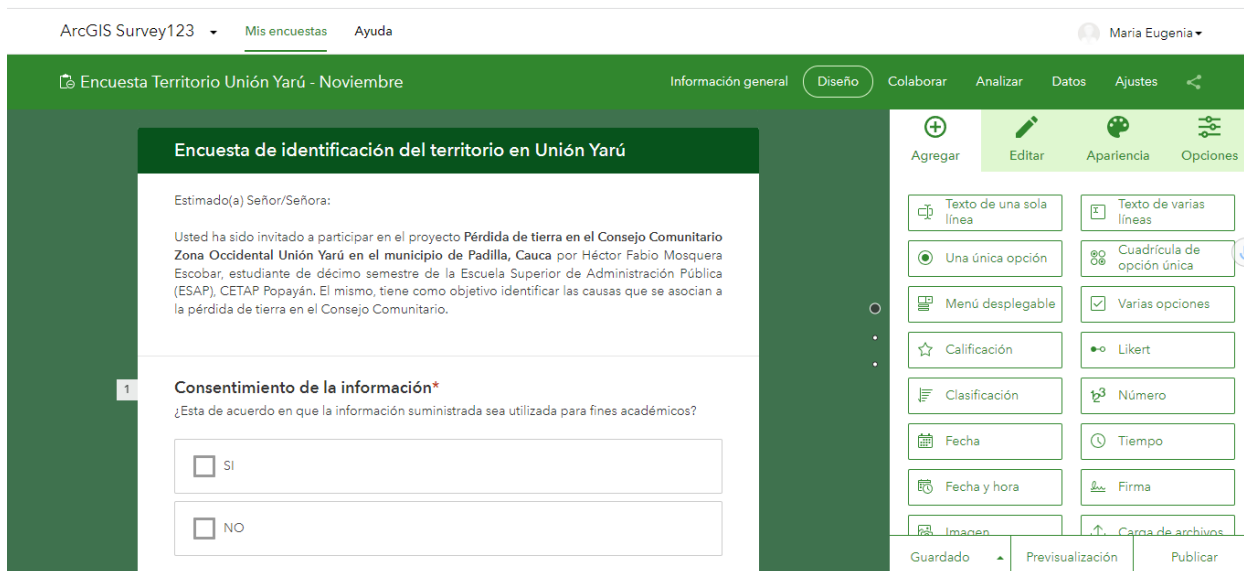 ArcGIS Survey123 Mis encuestas Ayuda Maria Eugenia
Encuesta Territorio Unión Yarú - Noviembre Información general Diseño Colaborar Analizar Datos Ajustes
Encuesta de identificación del territorio en Unión Yarú
Estimado(a) Señor/Señora:
Usted ha sido invitado a participar en el proyecto Pérdida de tierra en el Consejo Comunitario
Zona Occidental Unión Yarú en el municipio de Padilla, Cauca por Héctor Fabio Mosquera
Escobar, estudiante de décimo semestre de la Escuela Superior de Administración Pública
(ESAP), CETAP Popayán. El mismo, tiene como objetivo identificar las causas que se asocian a
la pérdida de tierra en el Consejo Comunitario.
1
Consentimiento de la información*
¿Esta de acuerdo en que la información suministrada sea utilizada para fines académicos?
SI
NO
Agregar Editar Apariencia Opciones
Texto de una sola
línea
Texto de varias
líneas
Una única opción
Cuadrícula de
opción única
Menú desplegable
Varias opciones
Calificación
Likert
Clasificación
Número
Fecha
Tiempo
Fecha y hora
Firma
Imagen
Carga de archivos
Guardado Previsualización Publicar